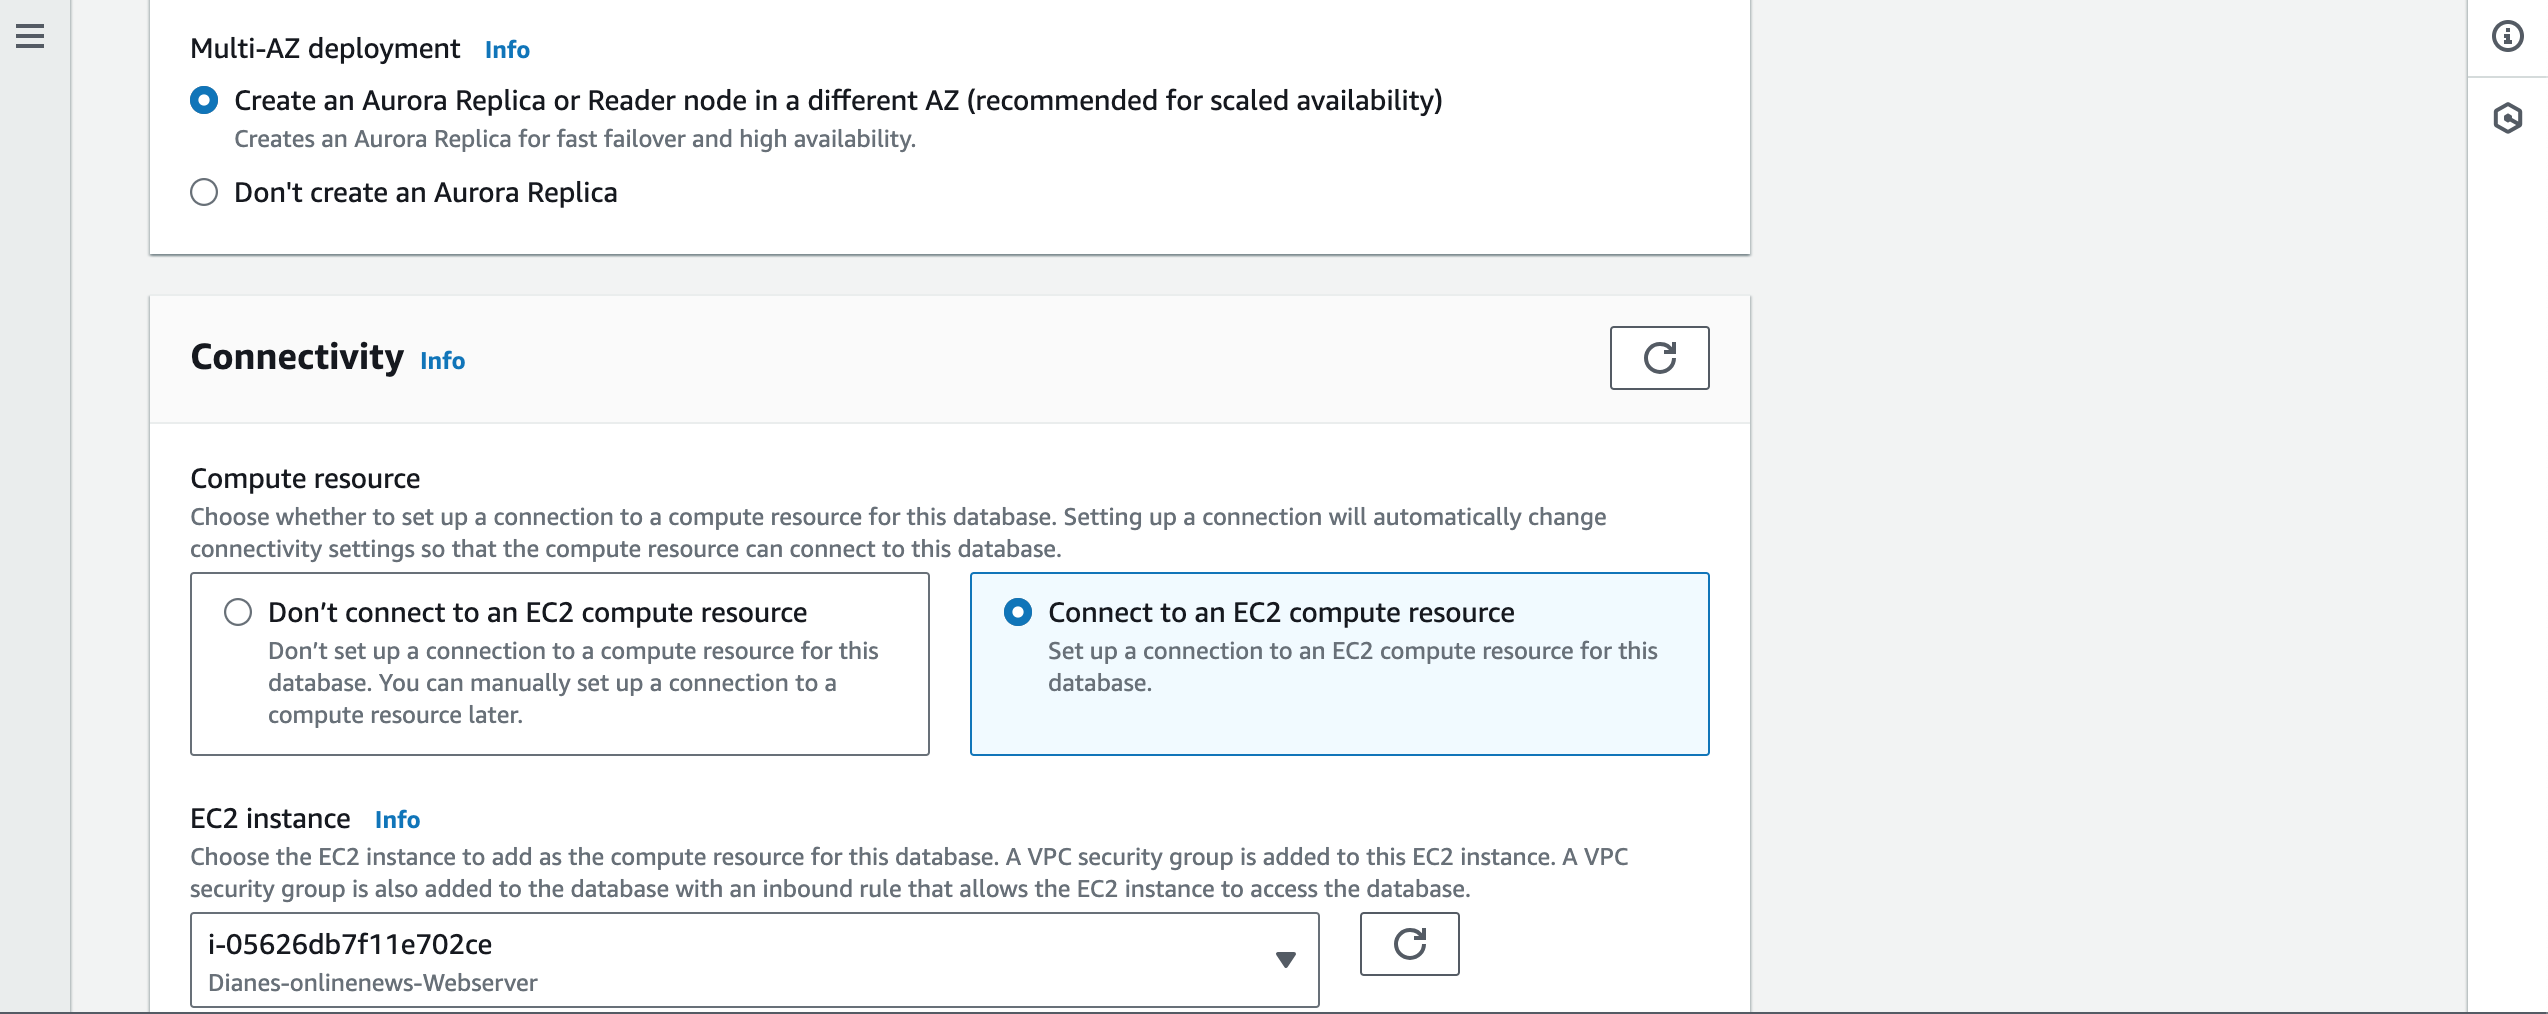 Multi-AZ deployment Info
Create an Aurora Replica or Reader node in a different AZ (recommended for scaled availability)
Creates an Aurora Replica for fast failover and high availability.
Don't create an Aurora Replica
Connectivity Info
Compute resource
Choose whether to set up a connection to a compute resource for this database. Setting up a connection will automatically change
connectivity settings so that the compute resource can connect to this database.
Don’t connect to an EC2 compute resource
Don’t set up a connection to a compute resource for this
database. You can manually set up a connection to a
compute resource later.
Connect to an EC2 compute resource
Set up a connection to an EC2 compute resource for this
database.
EC2 instance Info
Choose the EC2 instance to add as the compute resource for this database. A VPC security group is added to this EC2 instance. A VPC
security group is also added to the database with an inbound rule that allows the EC2 instance to access the database.
i-05626db7f11e702ce
Dianes-onlinenews-Webserver